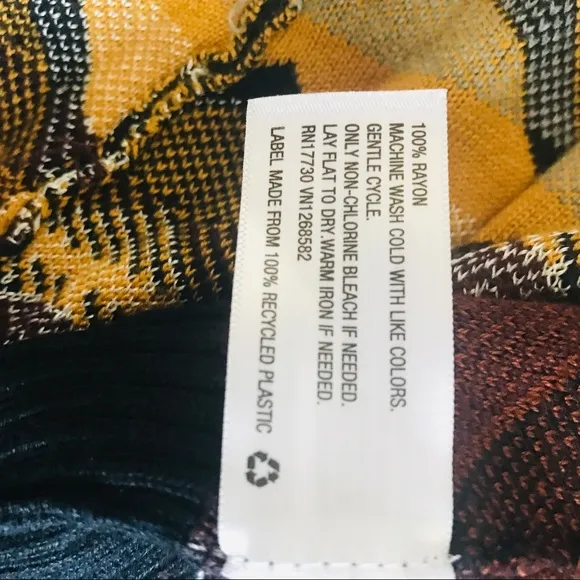 100% RAYON
MACHINE WASH COLD WITH LIKE COLORS.
GENTLE CYCLE.
ONLY NON-CHLORINE BLEACH IF NEEDED.
LAY FLAT TO DRY.WARM IRON IF NEEDED.
RN17730 VN1268582
LABEL MADE FROM 100% RECYCLED PLASTIC